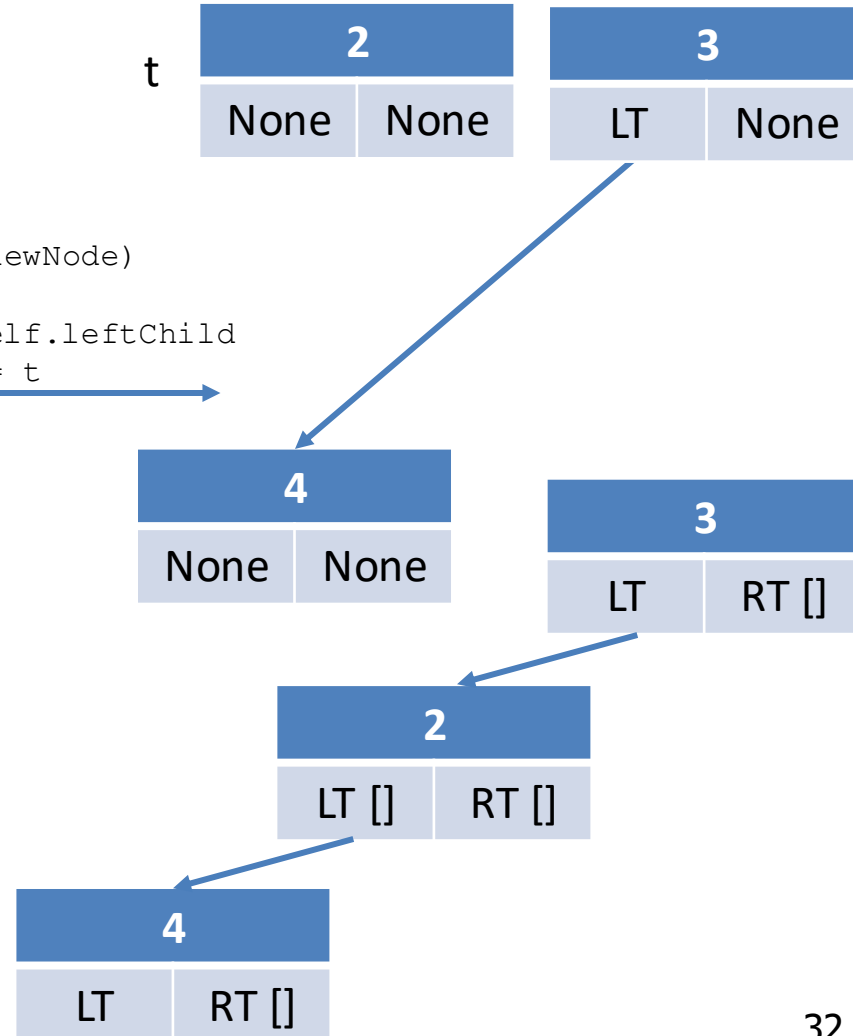 t
2
3
None None
LT None
ewNode)
elf.leftChild
= t
4
3
None None
LT RT []
2
LT [] RT []
4
LT RT []
32